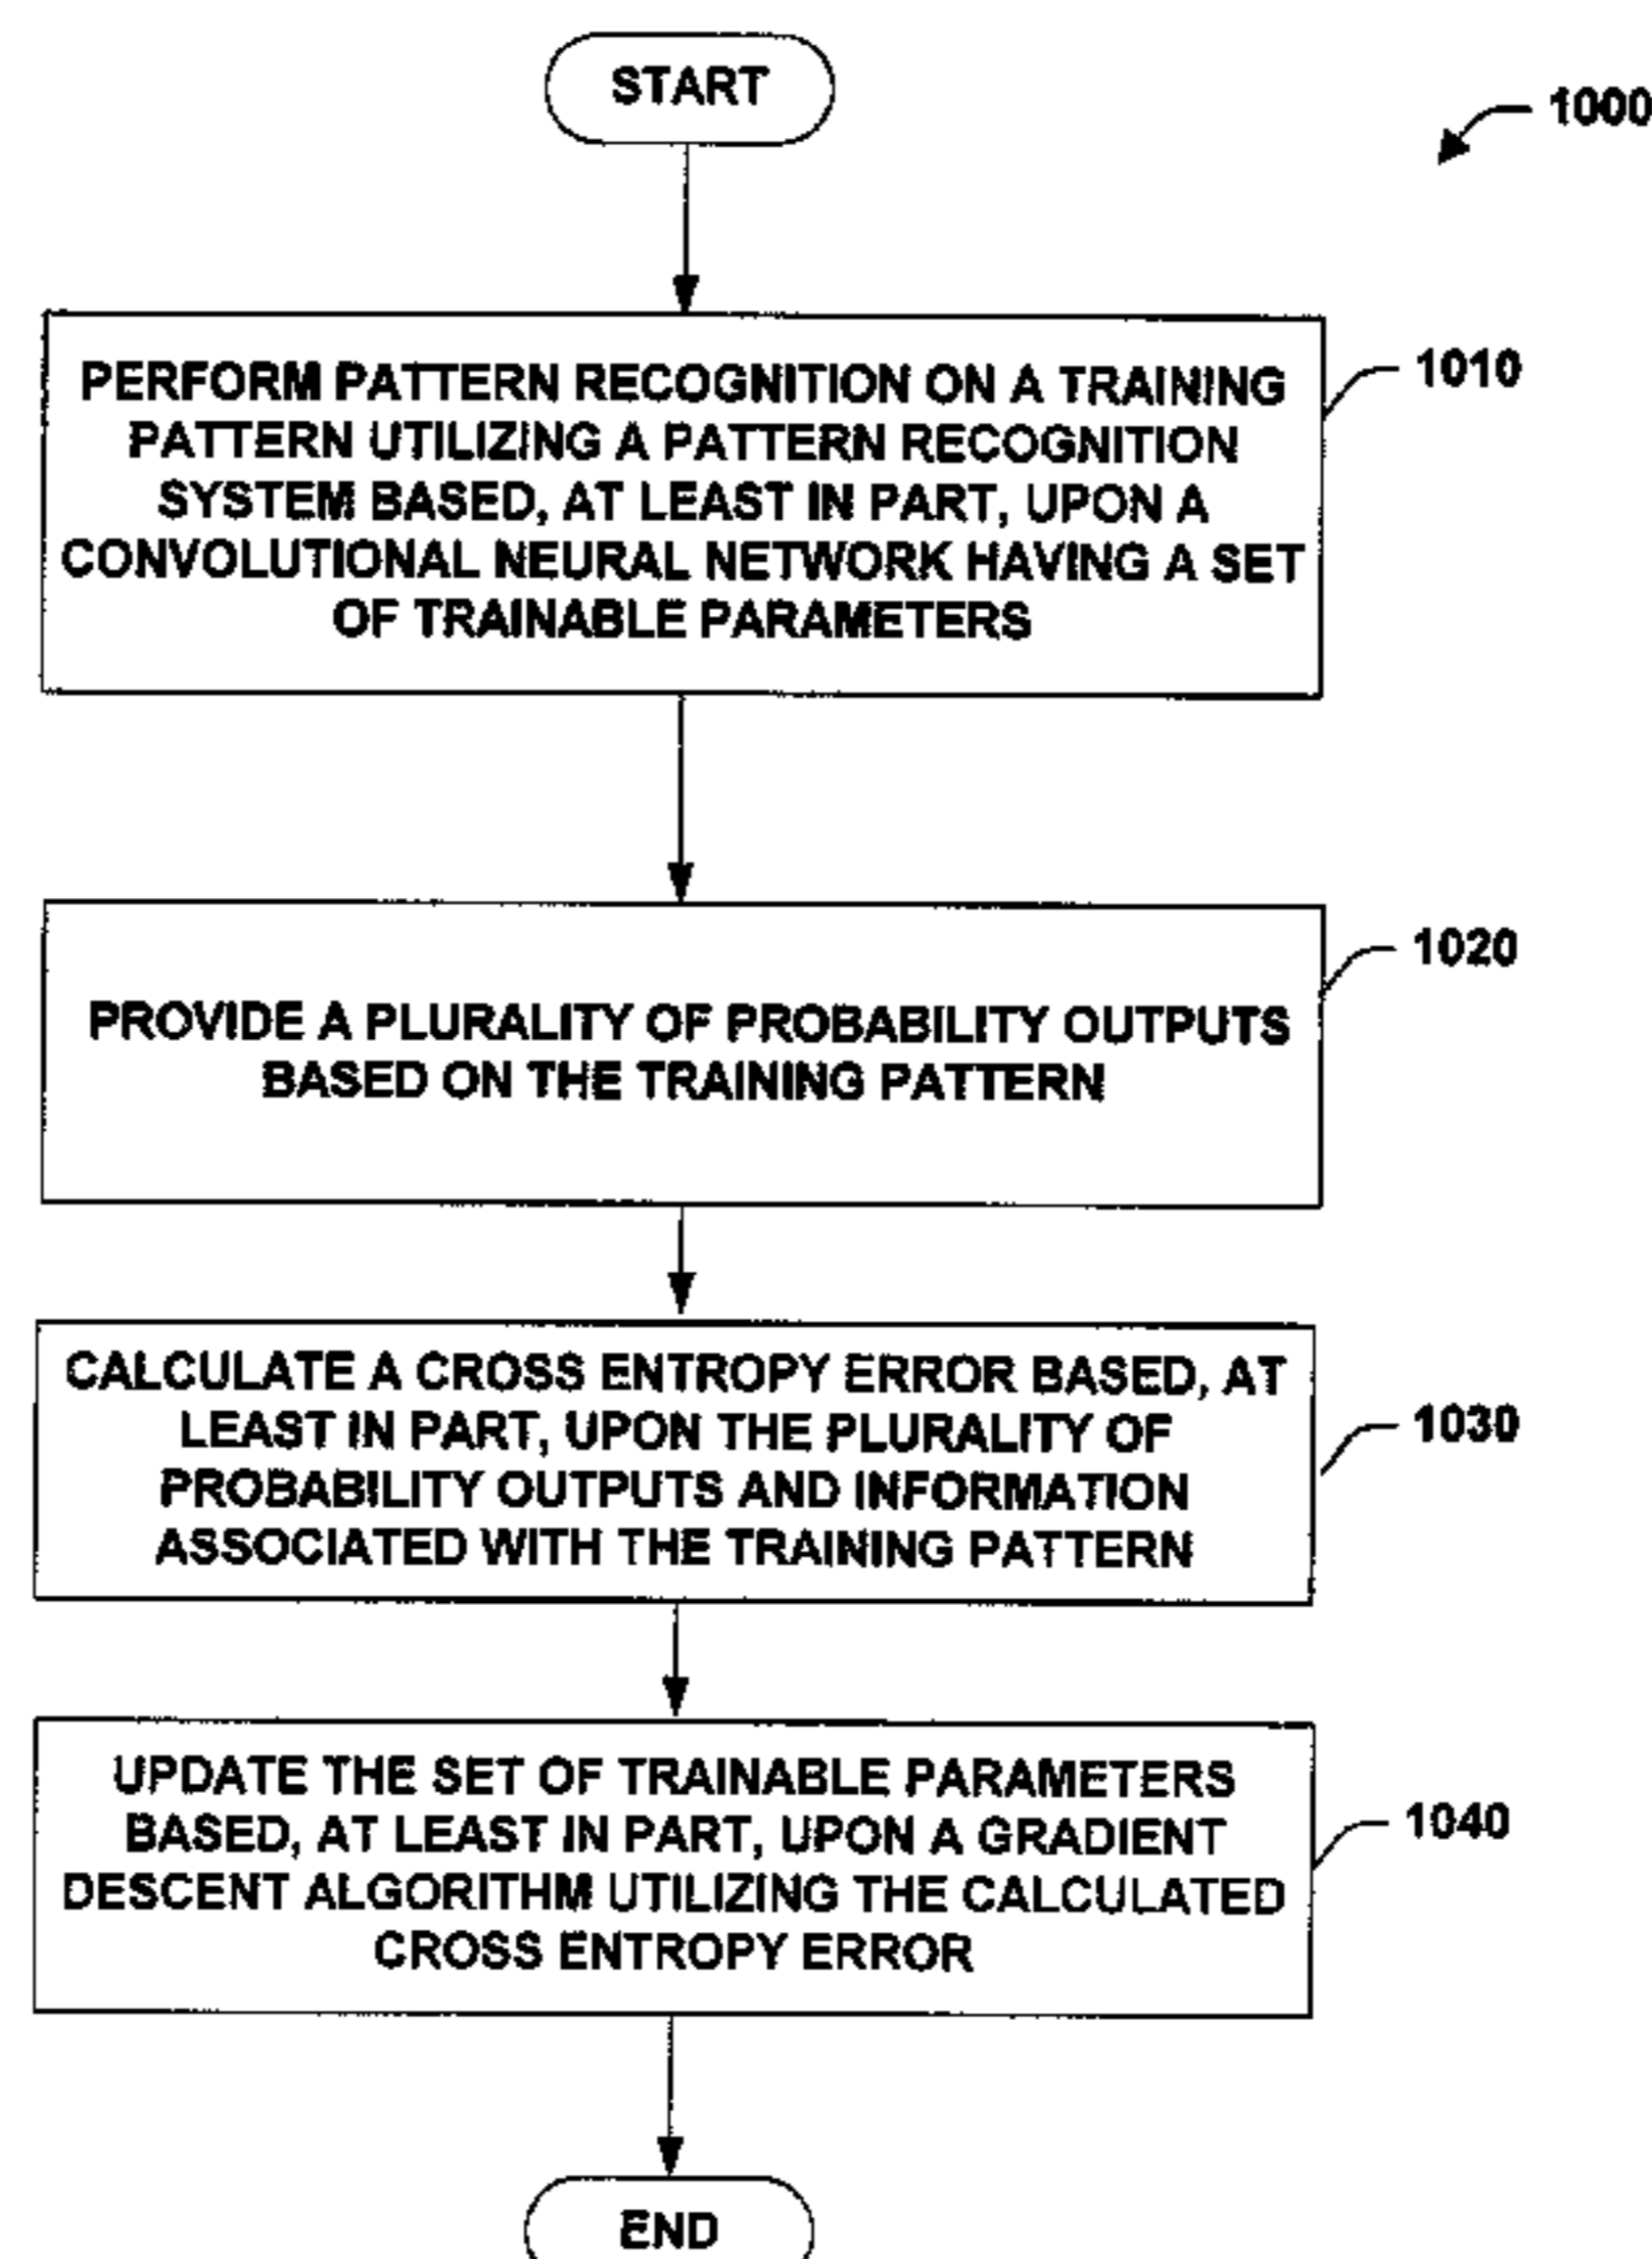 START
1000
PERFORM PATTERN RECOGNITION ON A TRAINING
PATTERN UTILIZING A PATTERN RECOGNITION
SYSTEM BASED, AT LEAST IN PART, UPON A
CONVOLUTIONAL NEURAL NETWORK HAVING A SET
OF TRAINABLE PARAMETERS
1010
PROVIDE A PLURALITY OF PROBABILITY OUTPUTS
BASED ON THE TRAINING PATTERN
1020
CALCULATE A CROSS ENTROPY ERROR BASED, AT
LEAST IN PART, UPON THE PLURALITY OF
PROBABILITY OUTPUTS AND INFORMATION
ASSOCIATED WITH THE TRAINING PATTERN
1030
UPDATE THE SET OF TRAINABLE PARAMETERS
BASED, AT LEAST IN PART, UPON A GRADIENT
DESCENT ALGORITHM UTILIZING THE CALCULATED
CROSS ENTROPY ERROR
1040
END